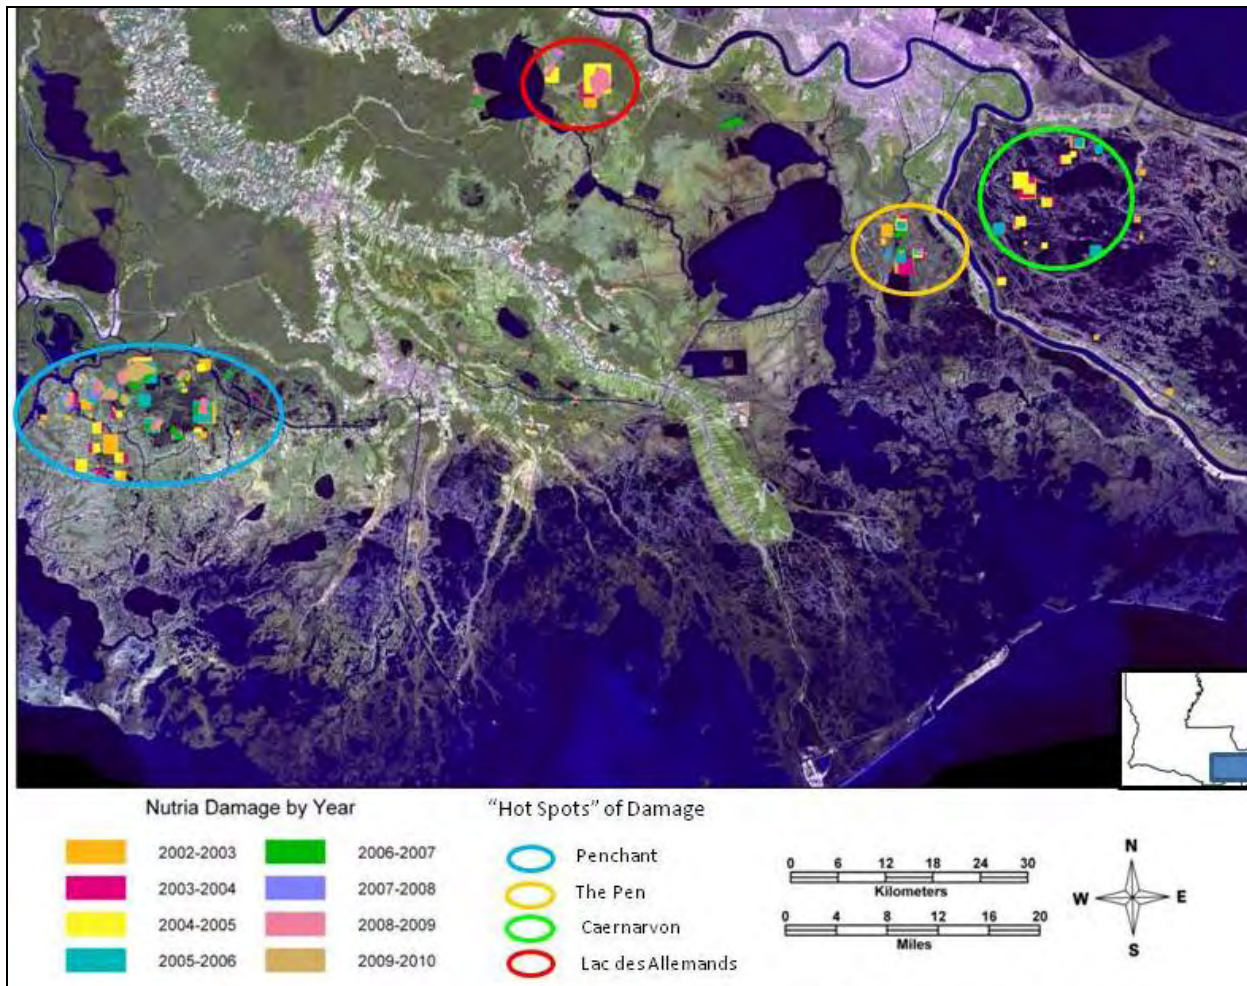 Nutria Damage by Year
2002-2003
2003-2004
2004-2005
2005-2006
2006-2007
2007-2008
2008-2009
2009-2010
"Hot Spots" of Damage
Penchant
The Pen
Caernarvon
Lac des Allemands
0 6 12 18 24 30
Kilometers
0 4 8 12 16 20
Miles
N
W E
S